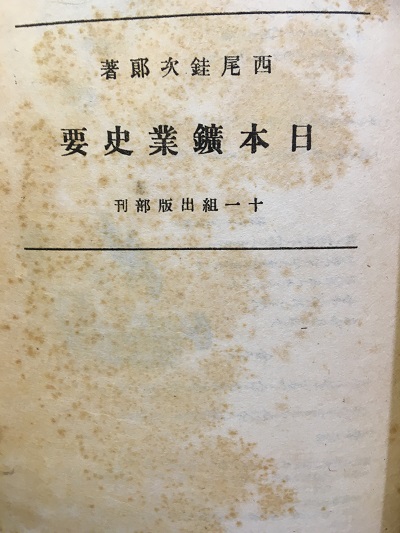 西尾銈次郎著
日本鑛業史要
十一組出版部刊